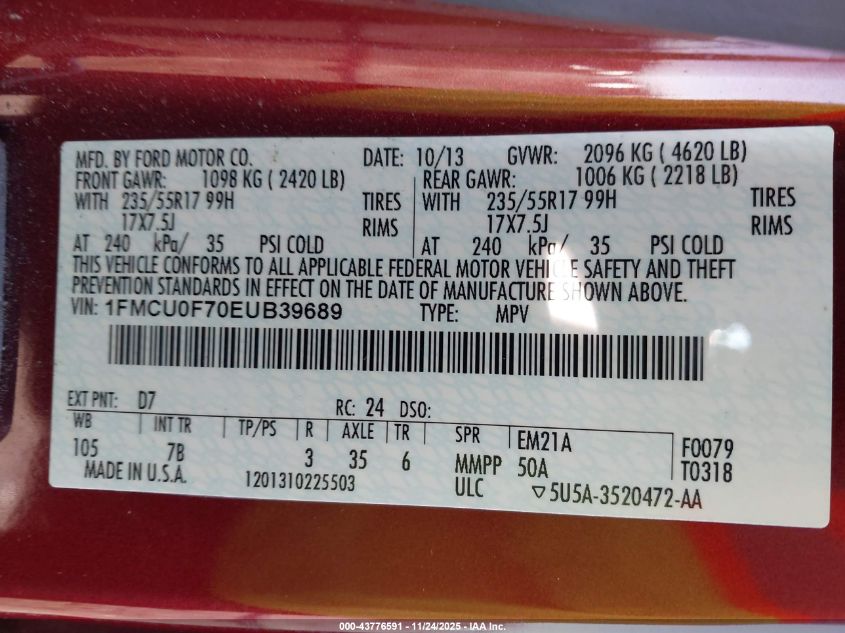 MFD. BY FORD MOTOR CO. DATE: 10/13 GVWR: 2096 KG ( 4620 LB)
FRONT GAWR: 1098 KG ( 2420 LB) REAR GAWR: 1006 KG ( 2218 LB)
WITH 235/55R17 99H TIRES WITH 235/55R17 99H TIRES
17X7.5J RIMS 17X7.5J RIMS
AT 240 kPa/ 35 PSI COLD AT 240 kPa/ 35 PSI COLD
THIS VEHICLE CONFORMS TO ALL APPLICABLE FEDERAL MOTOR VEHICLE SAFETY AND THEFT
PREVENTION STANDARDS IN EFFECT ON THE DATE OF MANUFACTURE SHOWN ABOVE.
VIN: 1FMCU0F70EUB39689 TYPE: MPV
EXT PNT: D7 RC: 24 DSO:
WB INT TR TP/PS R AXLE TR SPR EM21A F0079
105 7B 3 35 6 MMPP 50A T0318
MADE IN U.S.A. 1201310225503 ULC ▽5U5A-3520472-AA
000-43776591 - 11/24/2025 - IAA Inc.